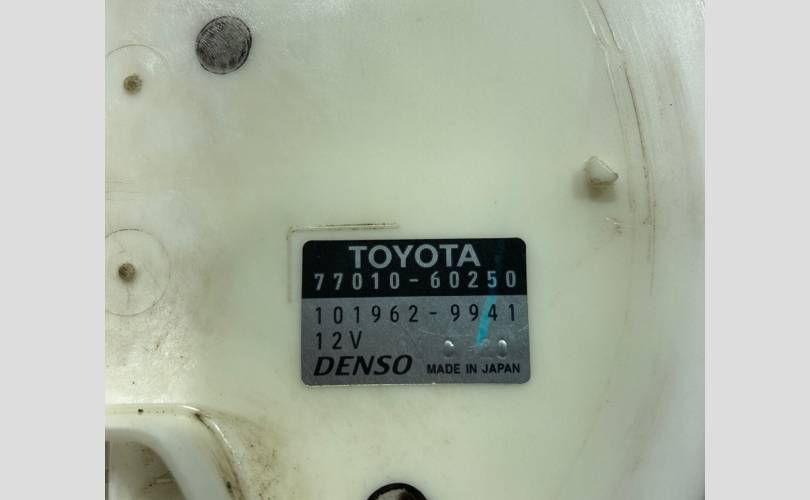 TOYOTA
77010-60250
101962-9941
12V
DENSO MADE IN JAPAN